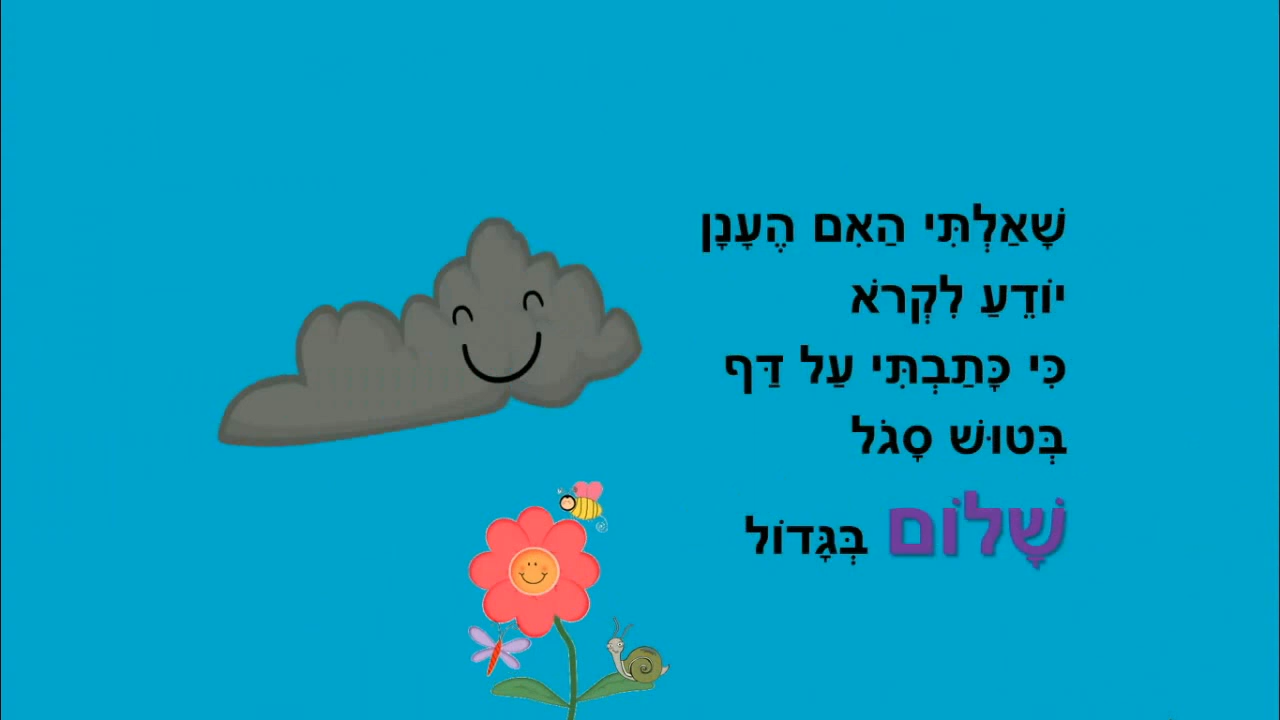 שָׁאַלְתִּי הַאִם הֶעָנָן
יוֹדֵעַ לִקְרֹא
כִּי כָּתַבְתִּי עַל דַּף
בְּטוּשׁ סָגֹל
שָׁלוֹם בְּגָּדוֹל